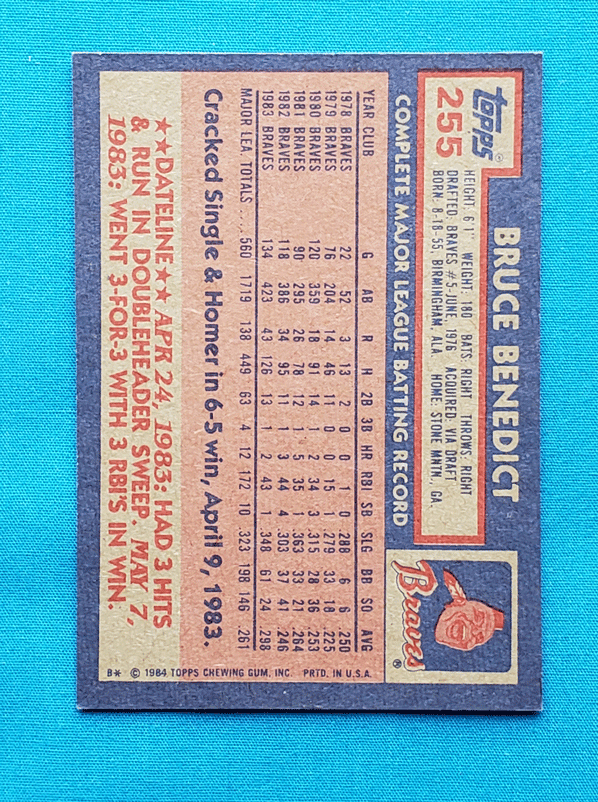 topps®
255
BRUCE BENEDICT
HEIGHT: 6'1" WEIGHT: 180 BATS: RIGHT THROWS: RIGHT
DRAFTED: BRAVES #5-JUNE, 1976 ACQUIRED: VIA DRAFT
BORN: 8-18-55, BIRMINGHAM, ALA. HOME: STONE MNTN., GA.
Braves®
COMPLETE MAJOR LEAGUE BATTING RECORD
YEAR CLUB G AB R H 2B 3B HR RBI SB SLG BB SO AVG
1978 BRAVES 22 52 3 13 2 0 0 1 0 .288 6 6 .250
1979 BRAVES 76 204 14 46 11 0 0 15 1 .279 33 18 .225
1980 BRAVES 120 359 18 91 14 1 2 34 3 .315 28 36 .253
1981 BRAVES 90 295 26 78 12 1 5 35 1 .363 33 21 .264
1982 BRAVES 118 386 34 95 11 1 3 44 4 .303 37 41 .246
1983 BRAVES 134 423 43 126 13 1 2 43 1 .348 61 24 .298
MAJOR LEA. TOTALS ... 560 1719 138 449 63 4 12 172 10 .323 198 146 .261
Cracked Single & Homer in 6-5 win, April 9, 1983.
★★DATELINE★★ APR 24, 1983: HAD 3 HITS
& RUN IN DOUBLEHEADER SWEEP. MAY 7,
1983: WENT 3-FOR-3 WITH 3 RBI'S IN WIN.
B* © 1984 TOPPS CHEWING GUM, INC. PRTD. IN U.S.A.